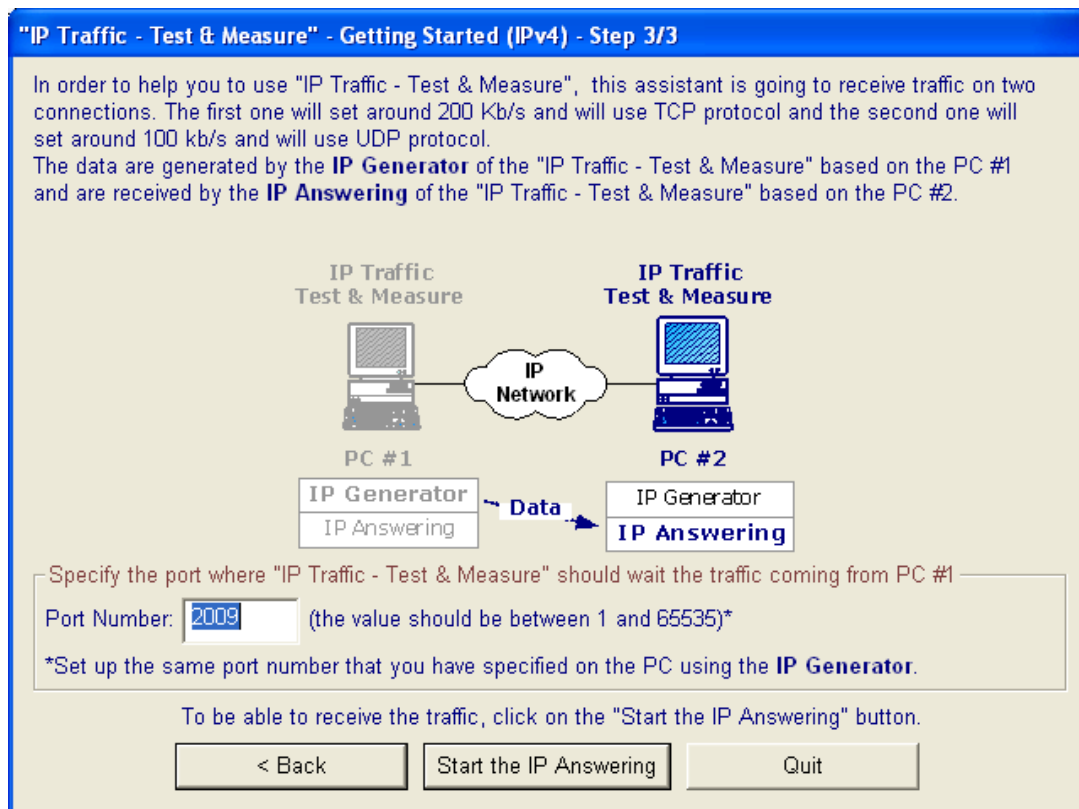 "IP Traffic - Test & Measure" - Getting Started (IPv4) - Step 3/3
In order to help you to use "IP Traffic - Test & Measure",  this assistant is going to receive traffic on two
connections. The first one will set around 200 Kb/s and will use TCP protocol and the second one will
set around 100 kb/s and will use UDP protocol.
The data are generated by the IP Generator of the "IP Traffic - Test & Measure" based on the PC #1
and are received by the IP Answering of the "IP Traffic - Test & Measure" based on the PC #2.
IP Traffic
Test & Measure
IP Traffic
Test & Measure
IP
Network
PC #1
PC #2
IP Generator
IP Answering
Data
IP Generator
IP Answering
Specify the port where "IP Traffic - Test & Measure" should wait the traffic coming from PC #1
Port Number: 2009 (the value should be between 1 and 65535)*
*Set up the same port number that you have specified on the PC using the IP Generator.
To be able to receive the traffic, click on the "Start the IP Answering" button.
< Back
Start the IP Answering
Quit